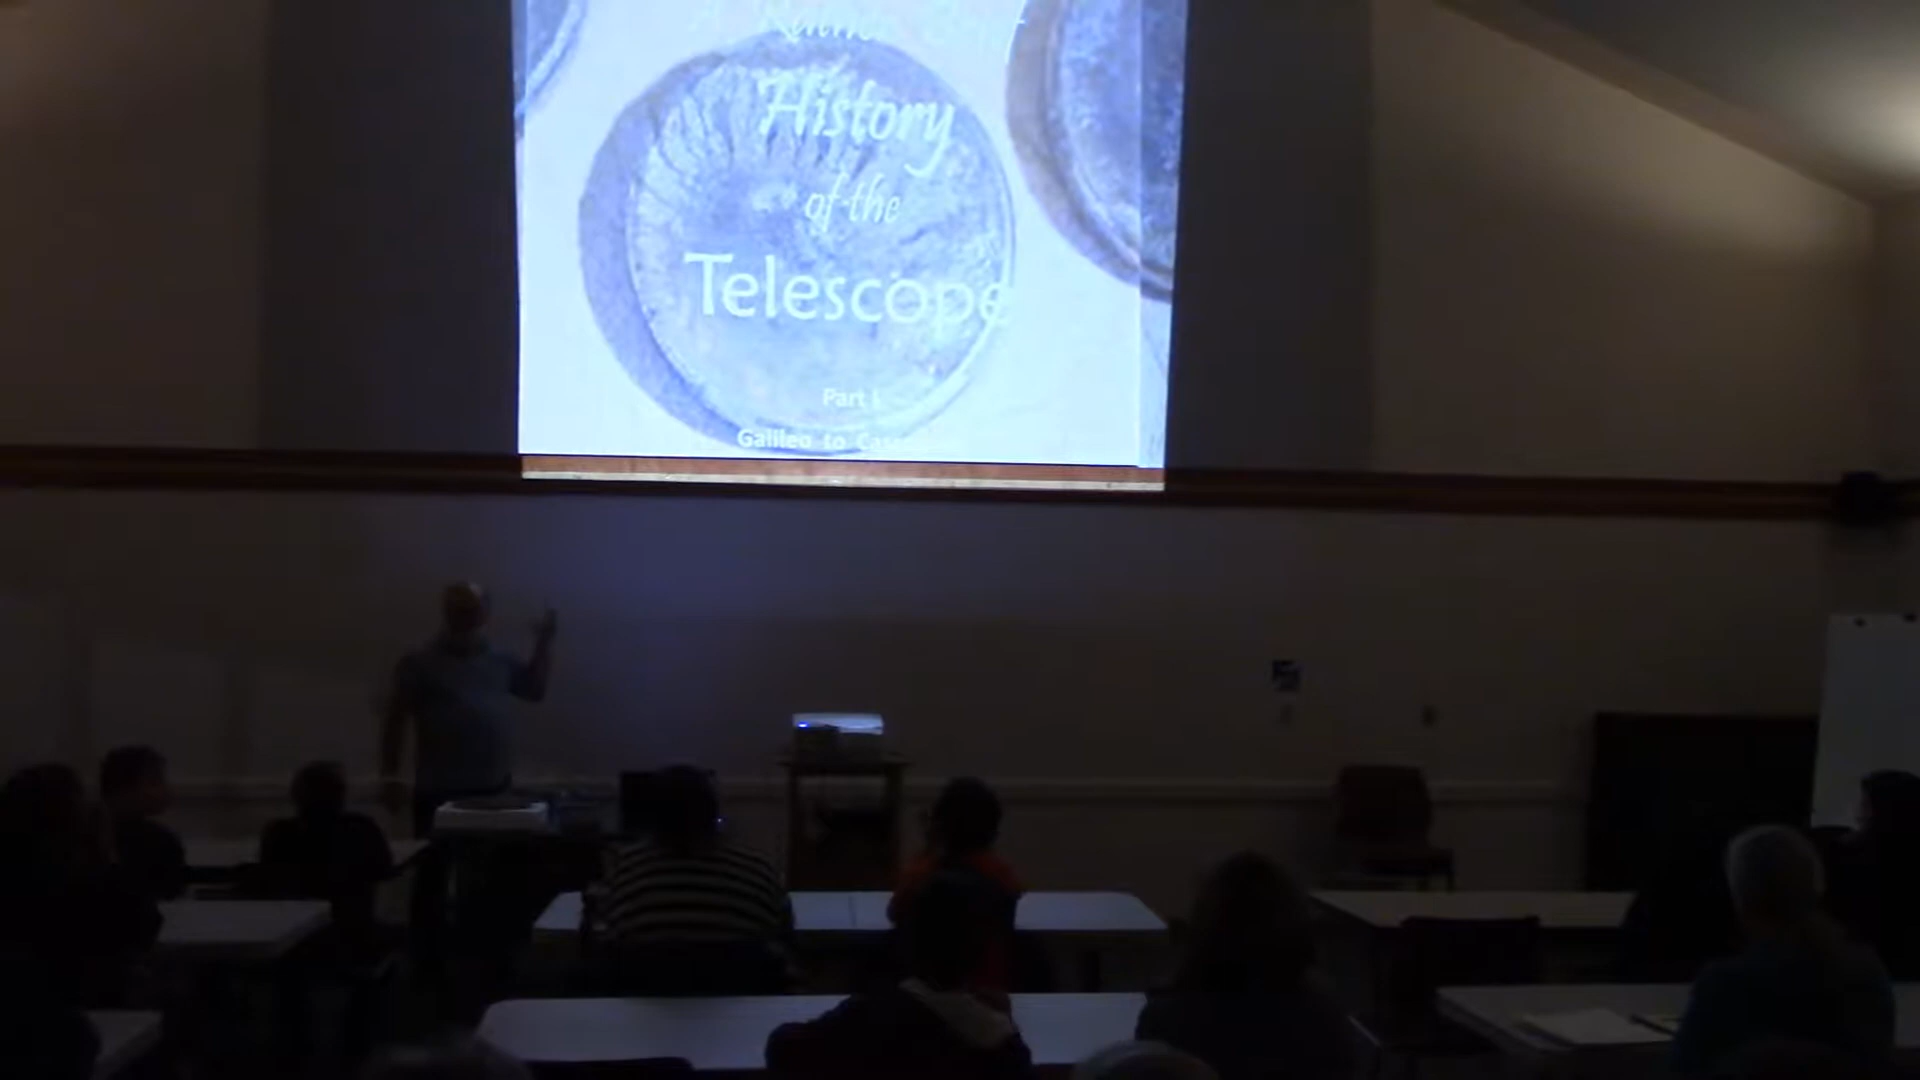 History
of the
Telescope
Part I
Galileo to